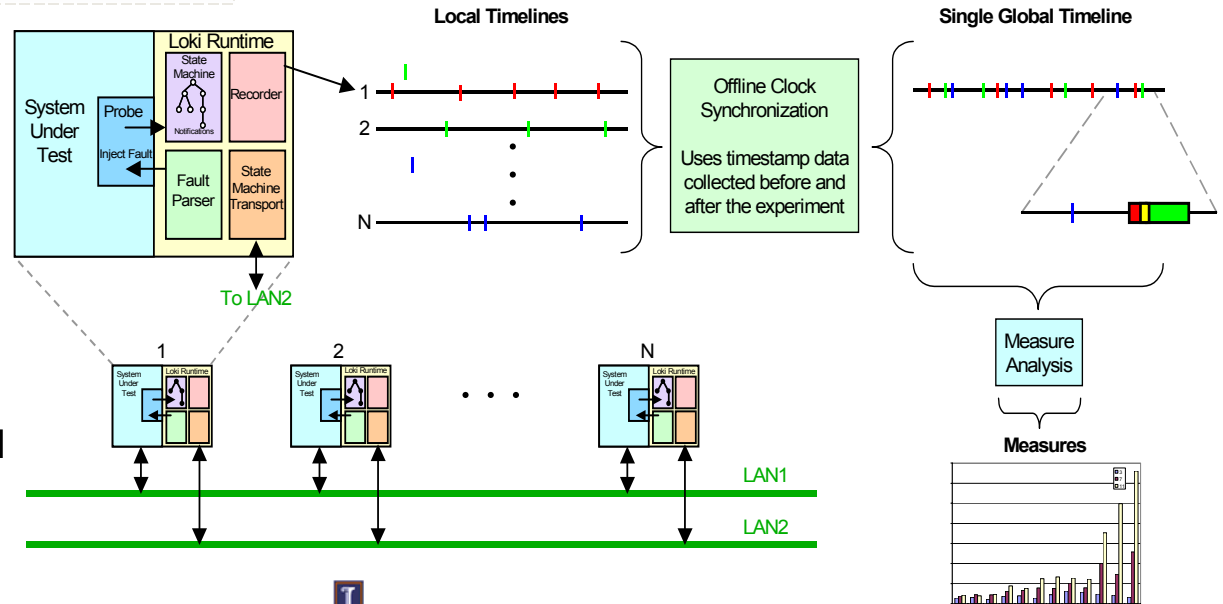 Local Timelines
Single Global Timeline
Loki Runtime
System
Under
Test
Probe
Inject Fault
State
Machine
Notifications
Recorder
Fault
Parser
State
Machine
Transport
To LAN2
1
2
N
Offline Clock
Synchronization
Uses timestamp data
collected before and
after the experiment
Measure
Analysis
Measures
1
2
N
System
Under
Test
Loki Runtime
System
Under
Test
Loki Runtime
System
Under
Test
Loki Runtime
LAN1
LAN2
3
7
11
I